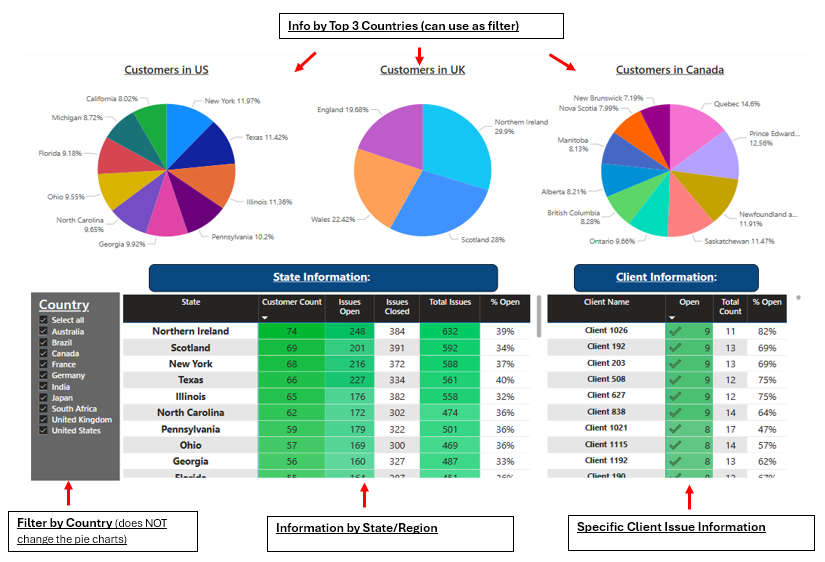 Info by Top 3 Countries (can use as filter)
Customers in US
Customers in UK
Customers in Canada
California 8.02%
New York 11.97%
Michigan 8.72%
Texas 11.42%
Florida 9.18%
Illinois 11.36%
Ohio 9.55%
North Carolina
9.65%
Pennsylvania 10.2%
Georgia 9.92%
England 19.68%
Northern Ireland
29.9%
Wales 22.42%
Scotland 28%
New Brunswick 7.19%
Nova Scotia 7.99%
Quebec 14.6%
Manitoba
8.13%
Prince Edward...
12.56%
Alberta 8.21%
British Columbia
8.28%
Newfoundland a...
11.91%
Ontario 9.66%
Saskatchewan 11.47%
State Information:
Client Information:
Country
Select all
Australia
Brazil
Canada
France
Germany
India
Japan
South Africa
United Kingdom
United States
State Customer Count Issues Open Issues Closed Total Issues % Open
Northern Ireland 74 248 384 632 39%
Scotland 69 201 391 592 34%
New York 68 216 372 588 37%
Texas 66 227 334 561 40%
Illinois 65 176 382 558 32%
North Carolina 62 172 302 474 36%
Pennsylvania 59 179 322 501 36%
Ohio 57 169 300 469 36%
Georgia 56 160 327 487 33%
Florida 55 164 287 451 36%
Client Name Open Total Count % Open
Client 1026 9 11 82%
Client 192 9 13 69%
Client 203 9 13 69%
Client 508 9 12 75%
Client 627 9 12 75%
Client 838 9 14 64%
Client 1021 8 17 47%
Client 1115 8 14 57%
Client 1192 8 13 62%
Client 190 8 12 67%
Filter by Country (does NOT
change the pie charts)
Information by State/Region
Specific Client Issue Information